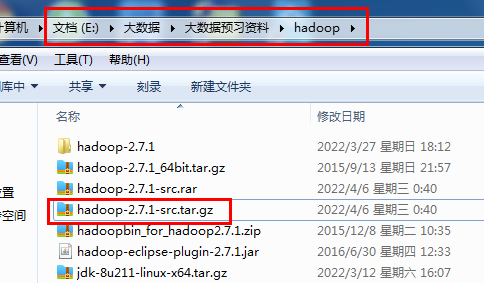 计算机 ▸ 文档 (E:) ▸ 大数据 ▸ 大数据预习资料 ▸ hadoop ▸
查看(V) 工具(T) 帮助(H)
库中 ▾ 共享 ▾ 刻录 新建文件夹
名称 修改日期
hadoop-2.7.1 2022/3/27 星期日 18:12
hadoop-2.7.1_64bit.tar.gz 2015/9/13 星期日 21:57
hadoop-2.7.1-src.rar 2022/4/6 星期三 0:40
位置
hadoop-2.7.1-src.tar.gz 2022/4/6 星期三 0:40
空间
hadoopbin_for_hadoop2.7.1.zip 2015/12/8 星期二 10:35
hadoop-eclipse-plugin-2.7.1.jar 2016/6/30 星期四 12:33
jdk-8u211-linux-x64.tar.gz 2022/3/12 星期六 16:07